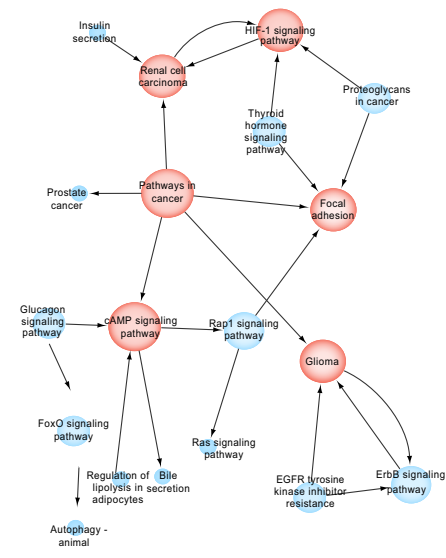 Insulin
secretion
HIF-1 signaling
pathway
Renal cell
carcinoma
Proteoglycans
in cancer
Thyroid
hormone
signaling
pathway
Prostate
cancer
Pathways in
cancer
Focal
adhesion
Glucagon
signaling
pathway
cAMP signaling
pathway
Rap1 signaling
pathway
Glioma
FoxO signaling
pathway
Ras signaling
pathway
Regulation of
lipolysis in
adipocytes
Bile
secretion
EGFR tyrosine
kinase inhibitor
resistance
ErbB signaling
pathway
Autophagy -
animal